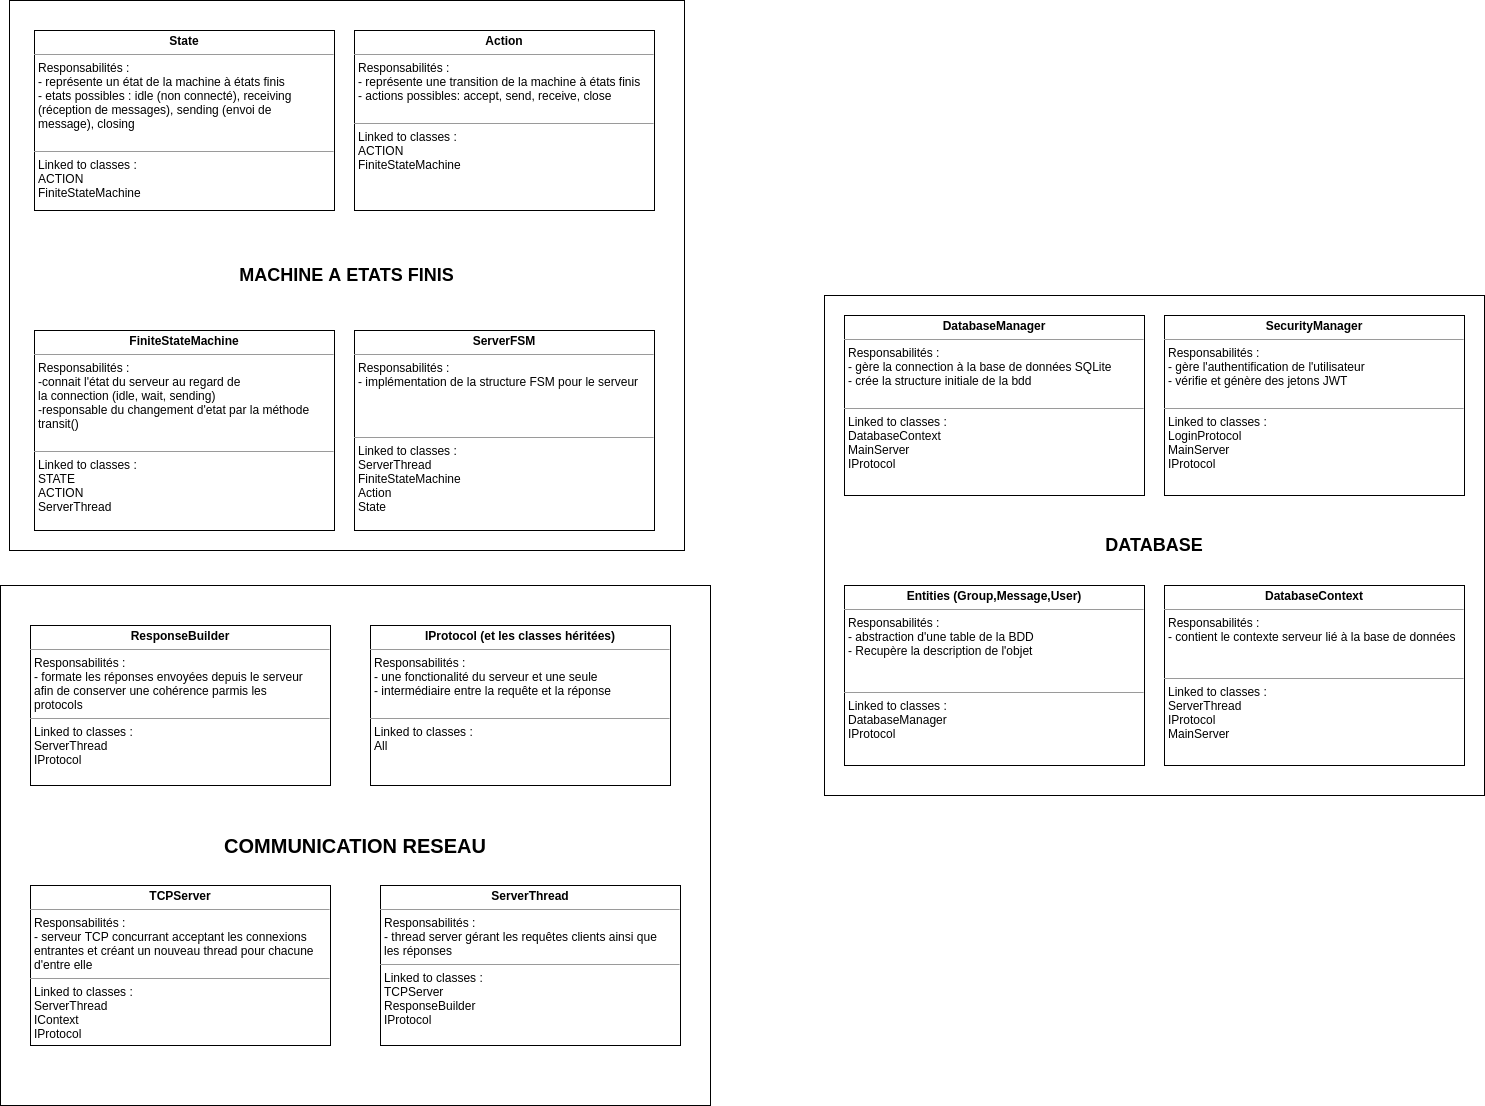 State
Responsabilités :
- représente un état de la machine à états finis
- etats possibles : idle (non connecté), receiving
(réception de messages), sending (envoi de
message), closing
Linked to classes :
ACTION
FiniteStateMachine
Action
Responsabilités :
- représente une transition de la machine à états finis
- actions possibles: accept, send, receive, close
Linked to classes :
ACTION
FiniteStateMachine
MACHINE A ETATS FINIS
FiniteStateMachine
Responsabilités :
-connait l'état du serveur au regard de
la connection (idle, wait, sending)
-responsable du changement d'etat par la méthode
transit()
Linked to classes :
STATE
ACTION
ServerThread
ServerFSM
Responsabilités :
- implémentation de la structure FSM pour le serveur
Linked to classes :
ServerThread
FiniteStateMachine
Action
State
ResponseBuilder
Responsabilités :
- formate les réponses envoyées depuis le serveur
afin de conserver une cohérence parmis les
protocols
Linked to classes :
ServerThread
IProtocol
IProtocol (et les classes héritées)
Responsabilités :
- une fonctionalité du serveur et une seule
- intermédiaire entre la requête et la réponse
Linked to classes :
All
COMMUNICATION RESEAU
TCPServer
Responsabilités :
- serveur TCP concurrant acceptant les connexions
entrantes et créant un nouveau thread pour chacune
d'entre elle
Linked to classes :
ServerThread
IContext
IProtocol
ServerThread
Responsabilités :
- thread server gérant les requêtes clients ainsi que
les réponses
Linked to classes :
TCPServer
ResponseBuilder
IProtocol
DatabaseManager
Responsabilités :
- gère la connection à la base de données SQLite
- crée la structure initiale de la bdd
Linked to classes :
DatabaseContext
MainServer
IProtocol
SecurityManager
Responsabilités :
- gère l'authentification de l'utilisateur
- vérifie et génère des jetons JWT
Linked to classes :
LoginProtocol
MainServer
IProtocol
DATABASE
Entities (Group,Message,User)
Responsabilités :
- abstraction d'une table de la BDD
- Recupère la description de l'objet
Linked to classes :
DatabaseManager
IProtocol
DatabaseContext
Responsabilités :
- contient le contexte serveur lié à la base de données
Linked to classes :
ServerThread
IProtocol
MainServer